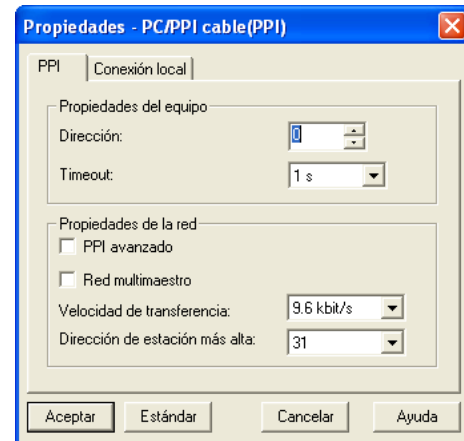 Propiedades - PC/PPI cable(PPI)
PPI Conexión local
Propiedades del equipo
Dirección: 0
Timeout: 1 s
Propiedades de la red
PPI avanzado
Red multimaestro
Velocidad de transferencia: 9.6 kbit/s
Dirección de estación más alta: 31
Aceptar Estándar Cancelar Ayuda